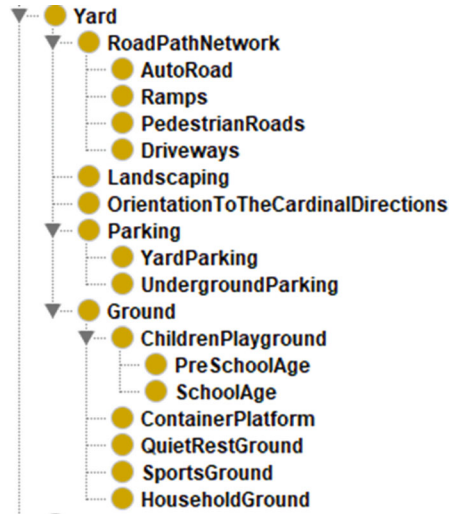 Yard
RoadPathNetwork
AutoRoad
Ramps
PedestrianRoads
Driveways
Landscaping
OrientationToTheCardinalDirections
Parking
YardParking
UndergroundParking
Ground
ChildrenPlayground
PreSchoolAge
SchoolAge
ContainerPlatform
QuietRestGround
SportsGround
HouseholdGround